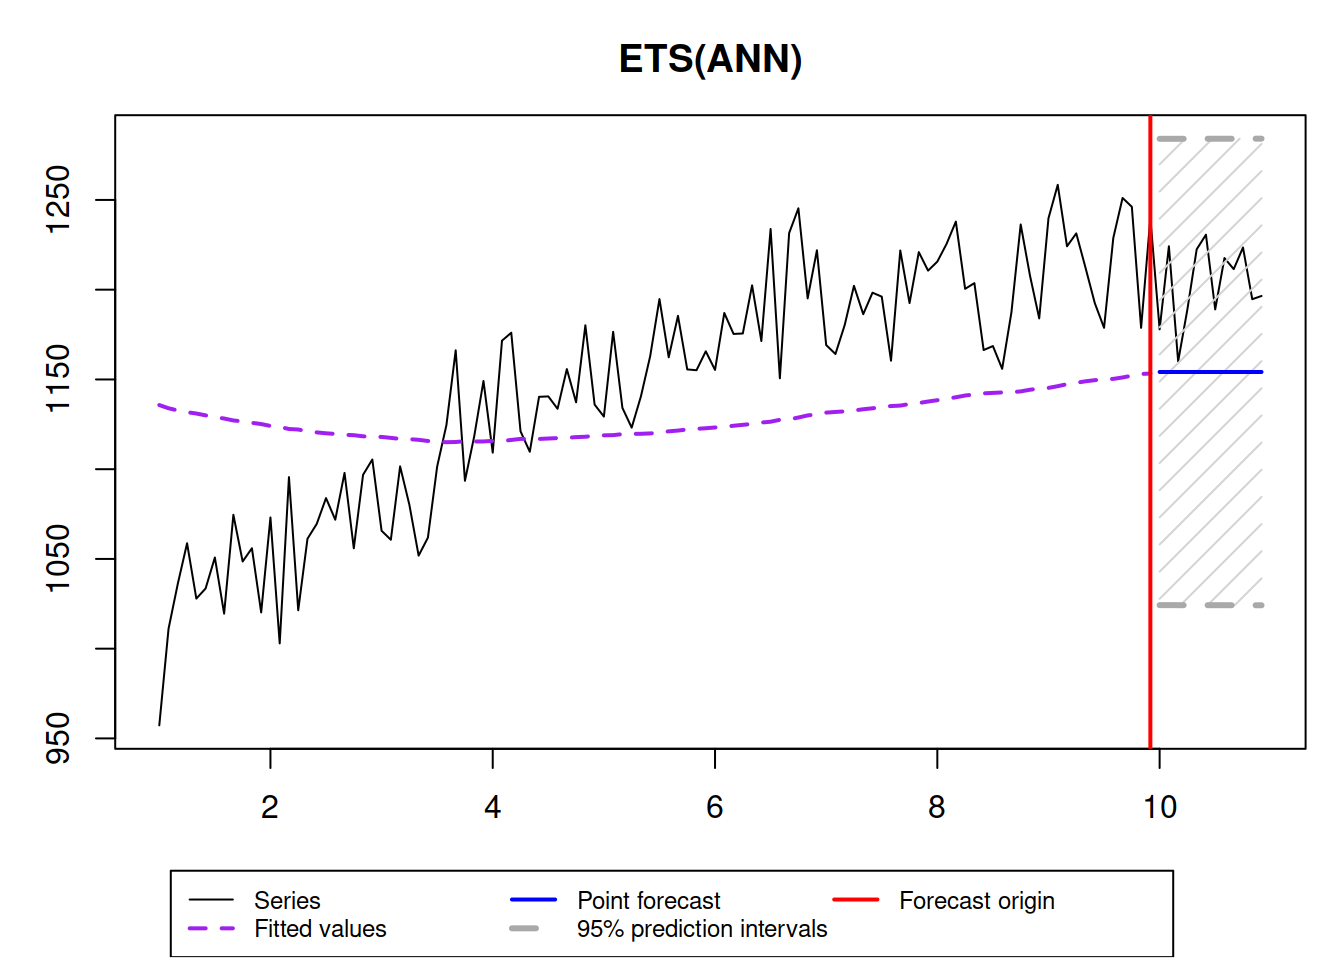 ETS(ANN)
1250
1150
1050
950
2 4 6 8 10
Series Point forecast Forecast origin
Fitted values 95% prediction intervals